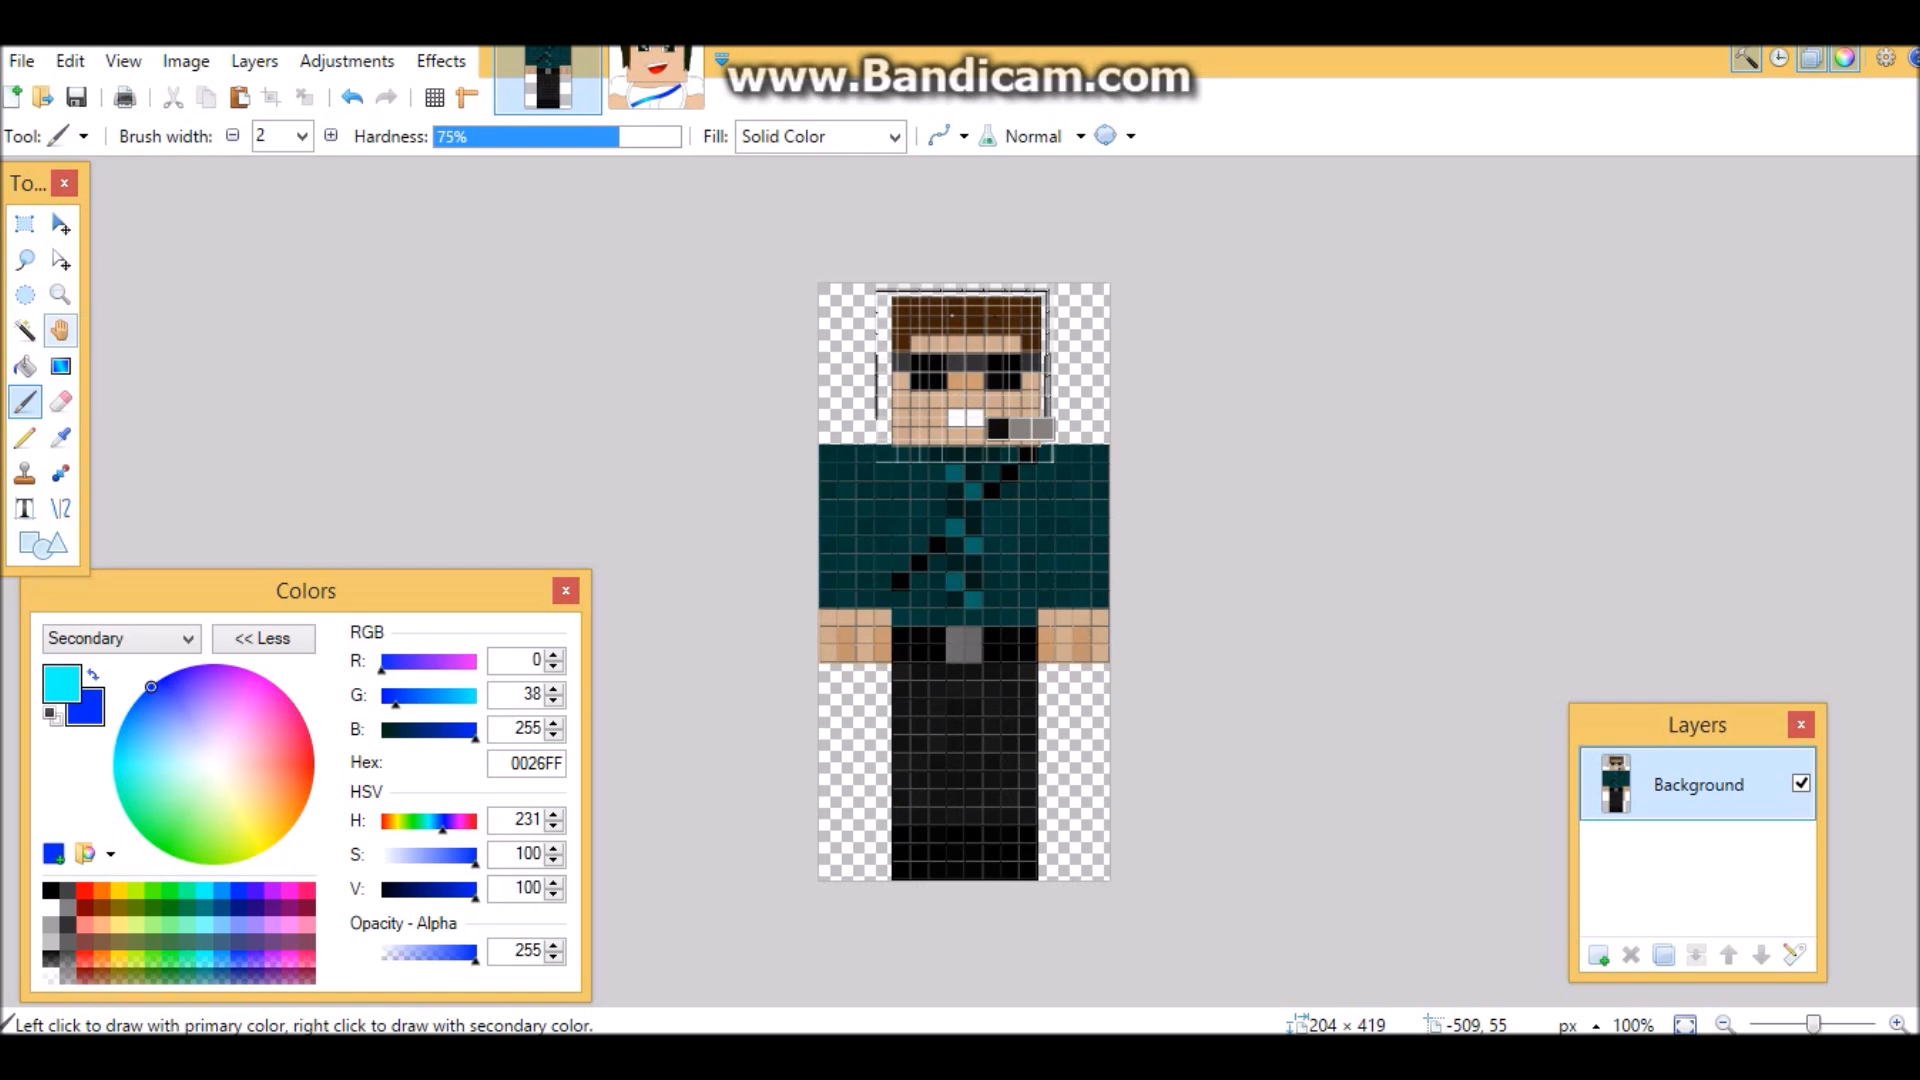 File Edit View Image Layers Adjustments Effects
www.Bandicam.com
Tool: Brush width: 2 Hardness: 75% Fill: Solid Color Normal
To...
Colors
Secondary << Less
RGB
R: 0
G: 38
B: 255
Hex: 0026FF
HSV
H: 231
S: 100
V: 100
Opacity - Alpha
255
Layers
Background
Left click to draw with primary color, right click to draw with secondary color.
204 × 419 -509, 55 px 100%